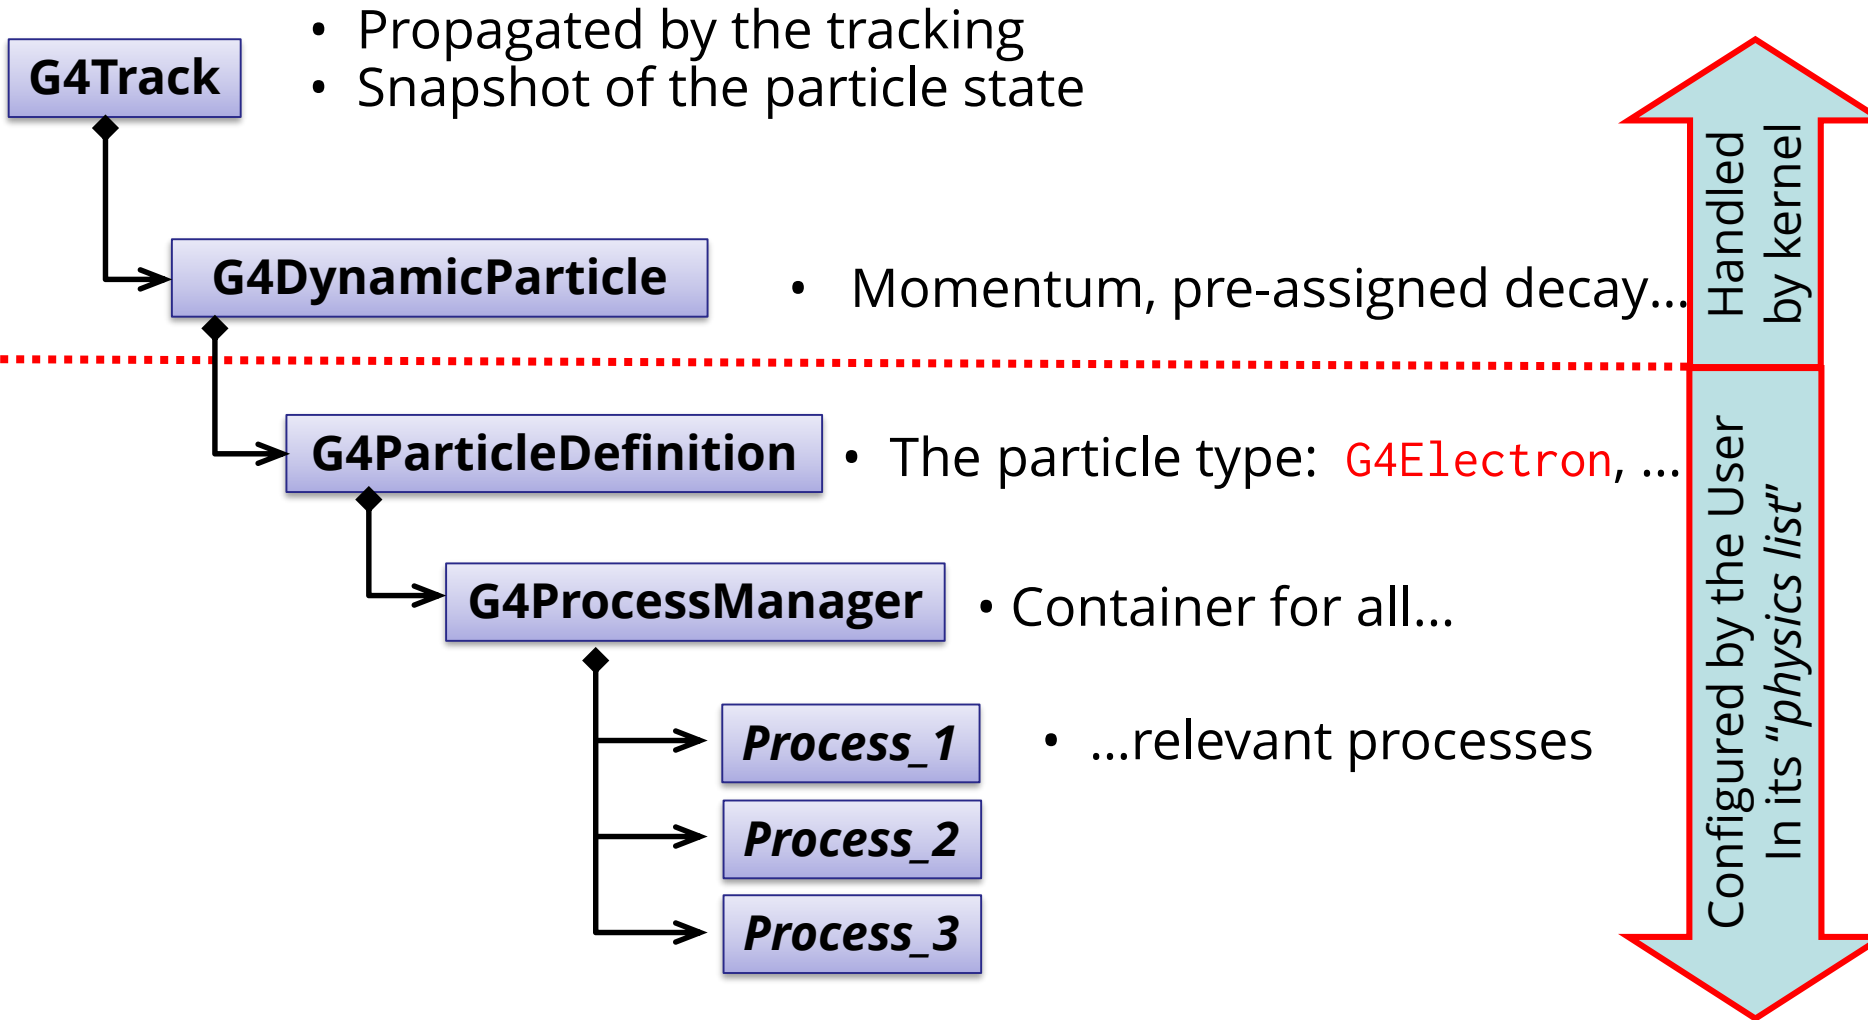 • Propagated by the tracking
G4Track
• Snapshot of the particle state
G4DynamicParticle
• Momentum, pre-assigned decay...
Handled
by kernel
G4ParticleDefinition
• The particle type: G4Electron, ...
G4ProcessManager
• Container for all...
Process_1
• ...relevant processes
Process_2
Process_3
Configured by the User
In its "physics list"